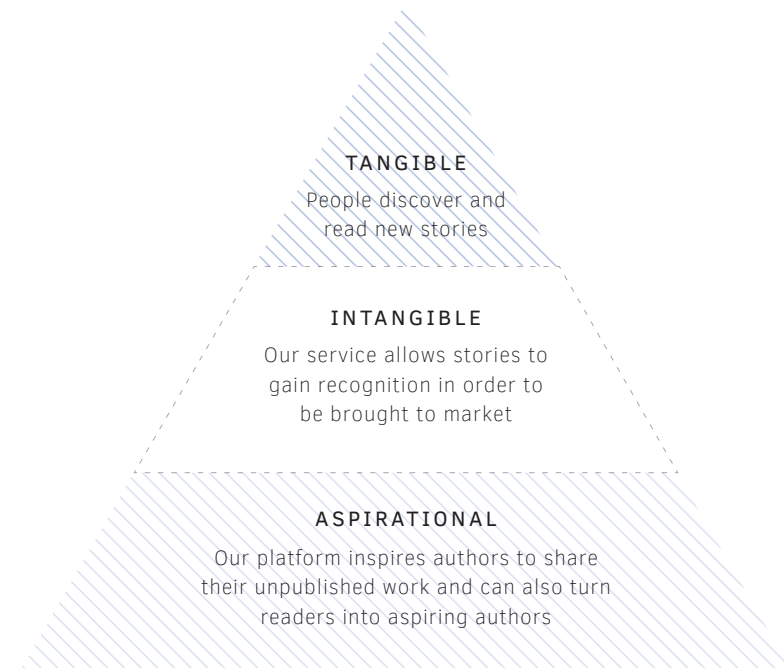 TANGIBLE
People discover and
read new stories
INTANGIBLE
Our service allows stories to
gain recognition in order to
be brought to market
ASPIRATIONAL
Our platform inspires authors to share
their unpublished work and can also turn
readers into aspiring authors